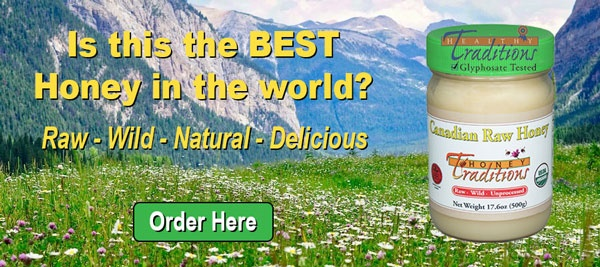 Is this the BEST
Honey in the world?
Raw - Wild - Natural - Delicious
Order Here
HEALTHY
Traditions
Glyphosate Tested
Canadian Raw Honey
HONEY
Traditions
Raw - Wild - Unprocessed
Net Weight 17.6oz (500g)